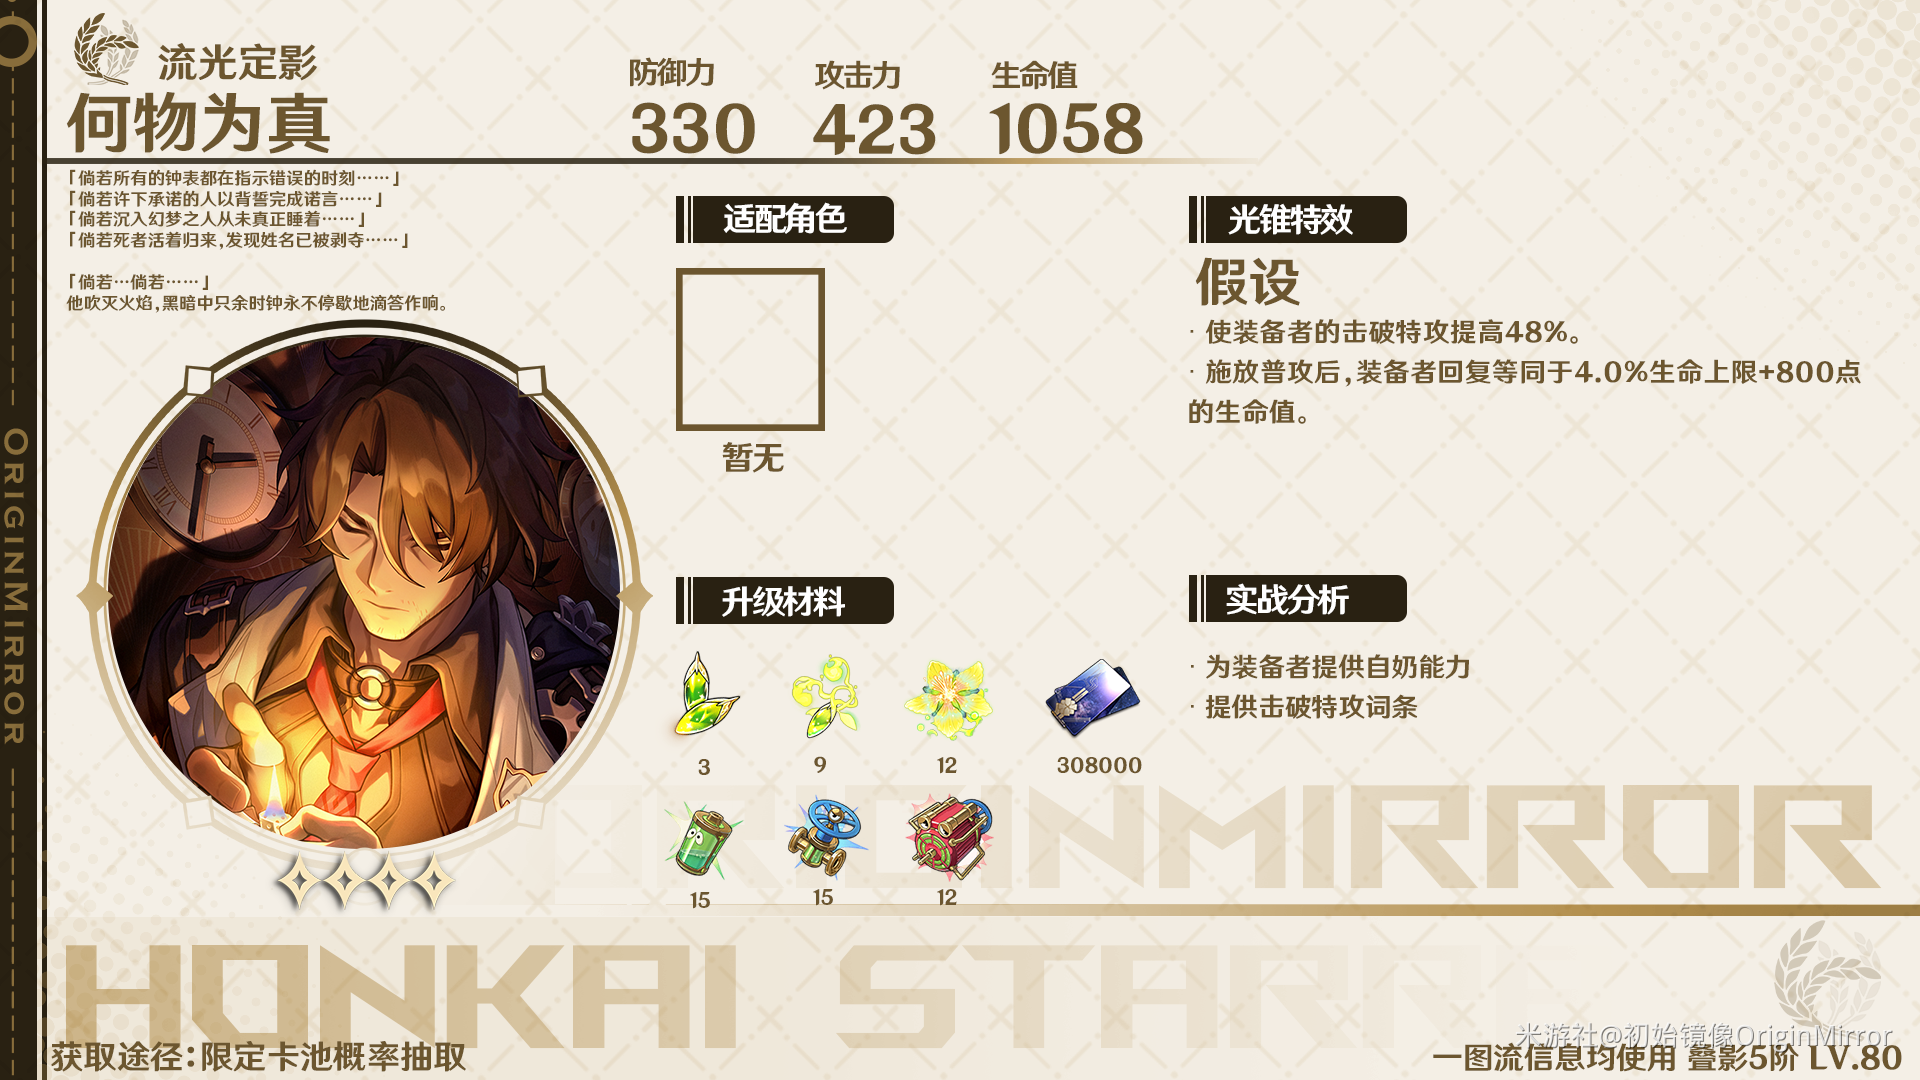 流光定影
何物为真
防御力 攻击力 生命值
330 423 1058
「倘若所有的钟表都在指示错误的时刻……」
「倘若许下承诺的人以背誓完成诺言……」
「倘若沉入幻梦之人从未真正睡着……」
「倘若死者活着归来,发现姓名已被剥夺……」
「倘若…倘若……」
他吹灭火焰,黑暗中只余时钟永不停歇地滴答作响。
适配角色
暂无
光锥特效
假设
· 使装备者的击破特攻提高48%。
· 施放普攻后,装备者回复等同于4.0%生命上限+800点
的生命值。
升级材料
3 9 12 308000
15 15 12
实战分析
· 为装备者提供自奶能力
· 提供击破特攻词条
ORIGINMIRROR
ORIGINMIRROR
HONKAI STARR
获取途径:限定卡池概率抽取
米游社@初始镜像OriginMirror
一图流信息均使用 叠影5阶 LV.80